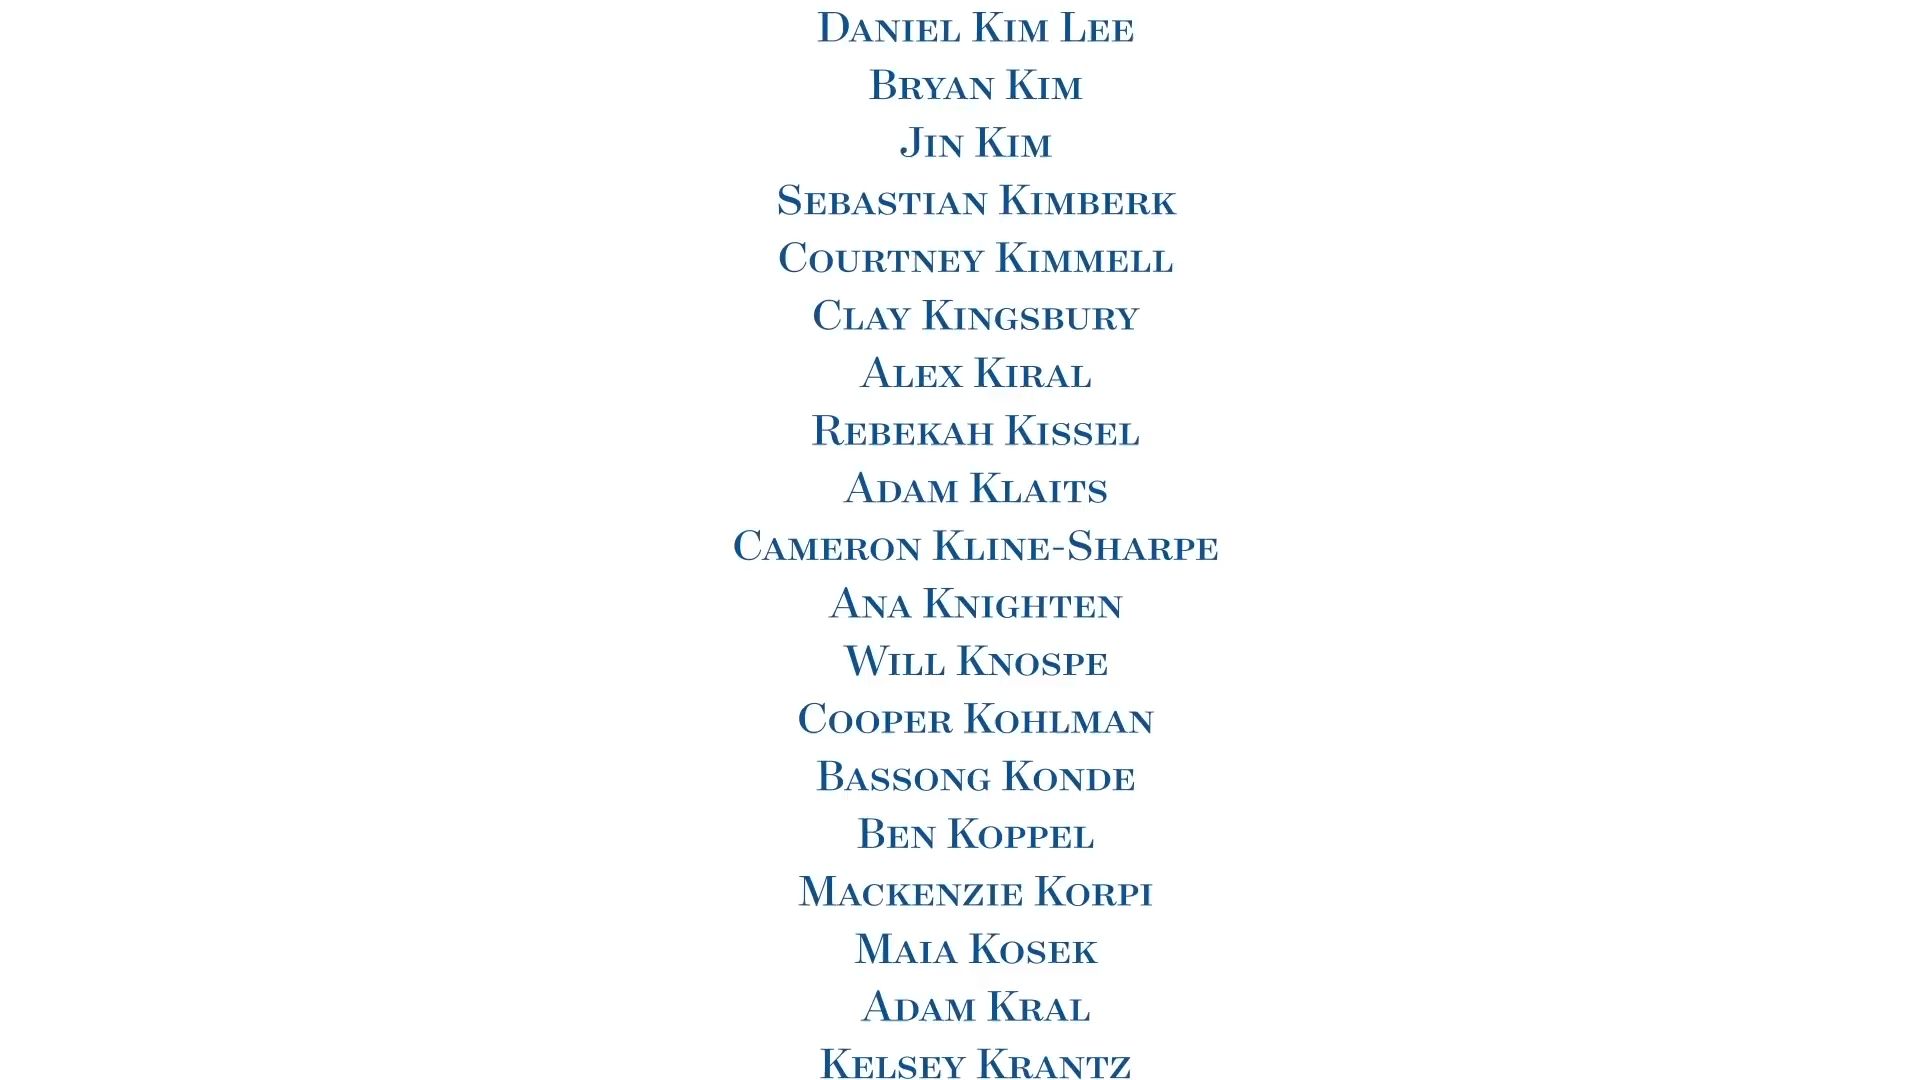 Daniel Kim Lee
Bryan Kim
Jin Kim
Sebastian Kimberk
Courtney Kimmell
Clay Kingsbury
Alex Kiral
Rebekah Kissel
Adam Klaits
Cameron Kline-Sharpe
Ana Knighten
Will Knospe
Cooper Kohlman
Bassong Konde
Ben Koppel
Mackenzie Korpi
Maia Kosek
Adam Kral
Kelsey Krantz